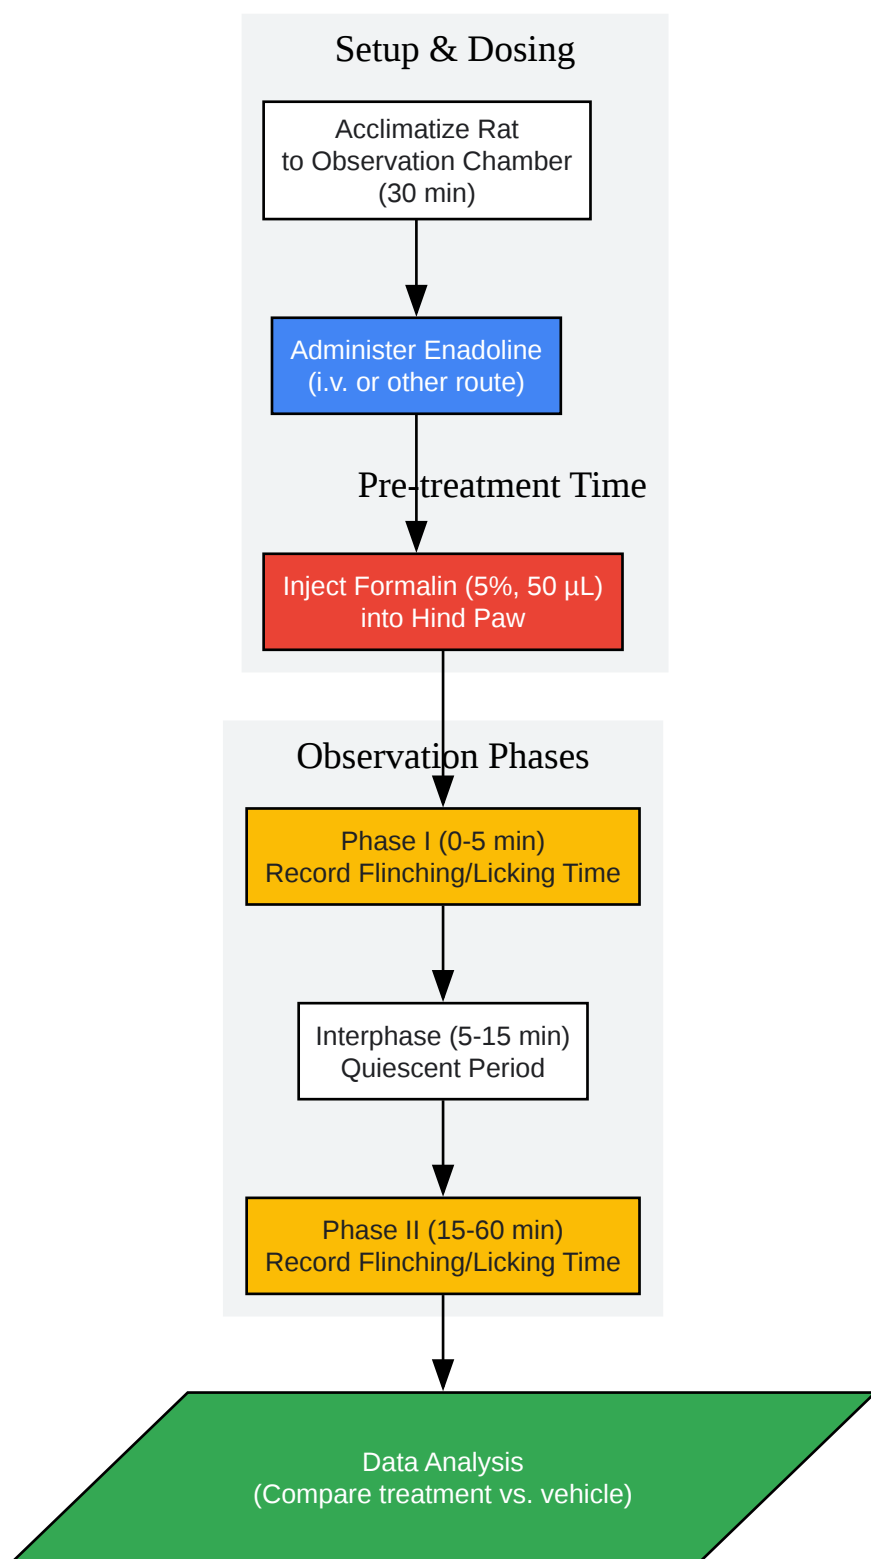 Setup & Dosing
Acclimatize Rat
to Observation Chamber
(30 min)
Administer Enadoline
(i.v. or other route)
Pre-treatment Time
Inject Formalin (5%, 50 µL)
into Hind Paw
Observation Phases
Phase I (0-5 min)
Record Flinching/Licking Time
Interphase (5-15 min)
Quiescent Period
Phase II (15-60 min)
Record Flinching/Licking Time
Data Analysis
(Compare treatment vs. vehicle)